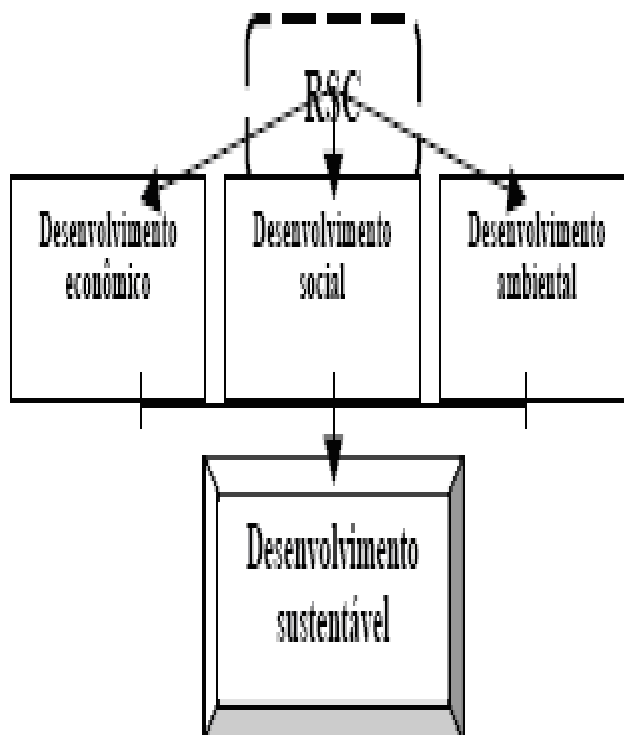 RSC
Desenvolvimento
econômico
Desenvolvimento
social
Desenvolvimento
ambiental
Desenvolvimento
sustentável